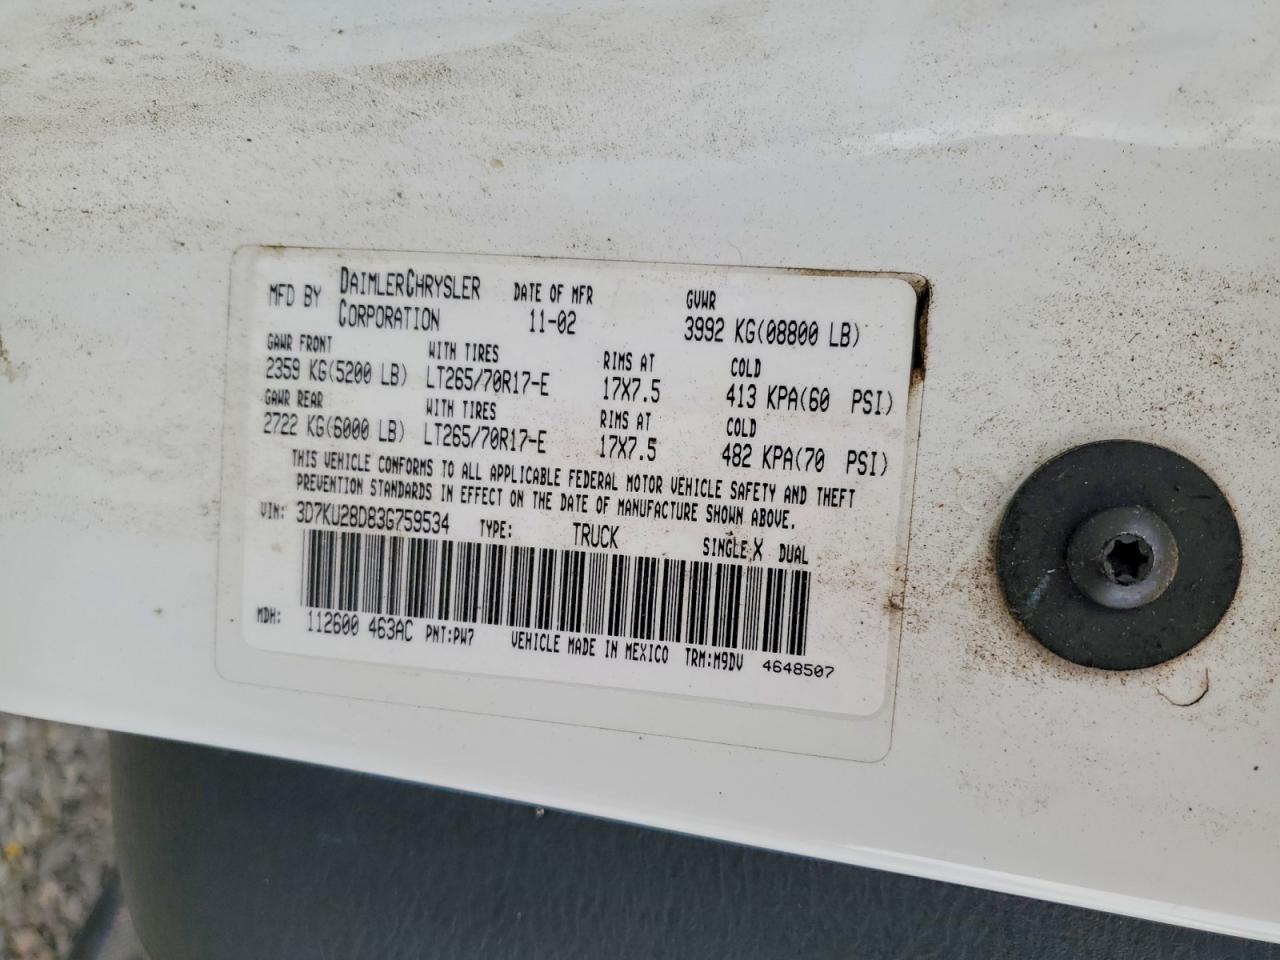 MFD BY DAIMLERCHRYSLER CORPORATION DATE OF MFR 11-02 GVWR 3992 KG(08800 LB)
GAWR FRONT WITH TIRES RIMS AT COLD
2359 KG(5200 LB) LT265/70R17-E 17X7.5 413 KPA(60 PSI)
GAWR REAR WITH TIRES RIMS AT COLD
2722 KG(6000 LB) LT265/70R17-E 17X7.5 482 KPA(70 PSI)
THIS VEHICLE CONFORMS TO ALL APPLICABLE FEDERAL MOTOR VEHICLE SAFETY AND THEFT
PREVENTION STANDARDS IN EFFECT ON THE DATE OF MANUFACTURE SHOWN ABOVE.
VIN: 3D7KU28D83G759534 TYPE: TRUCK SINGLE X DUAL
MDH: 112600 463AC PNT:PW7 VEHICLE MADE IN MEXICO TRM:M9DV 4648507